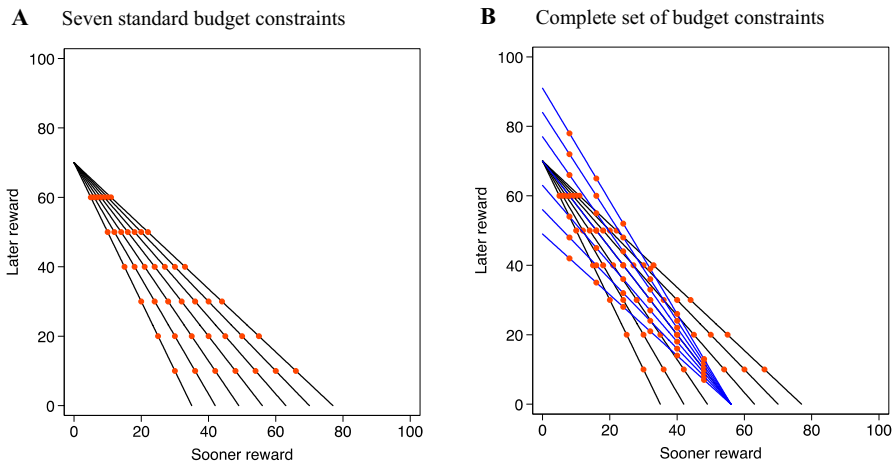 A Seven standard budget constraints
100
80
60
40
20
0
Later reward
0 20 40 60 80 100
Sooner reward
B Complete set of budget constraints
100
80
60
40
20
0
Later reward
0 20 40 60 80 100
Sooner reward